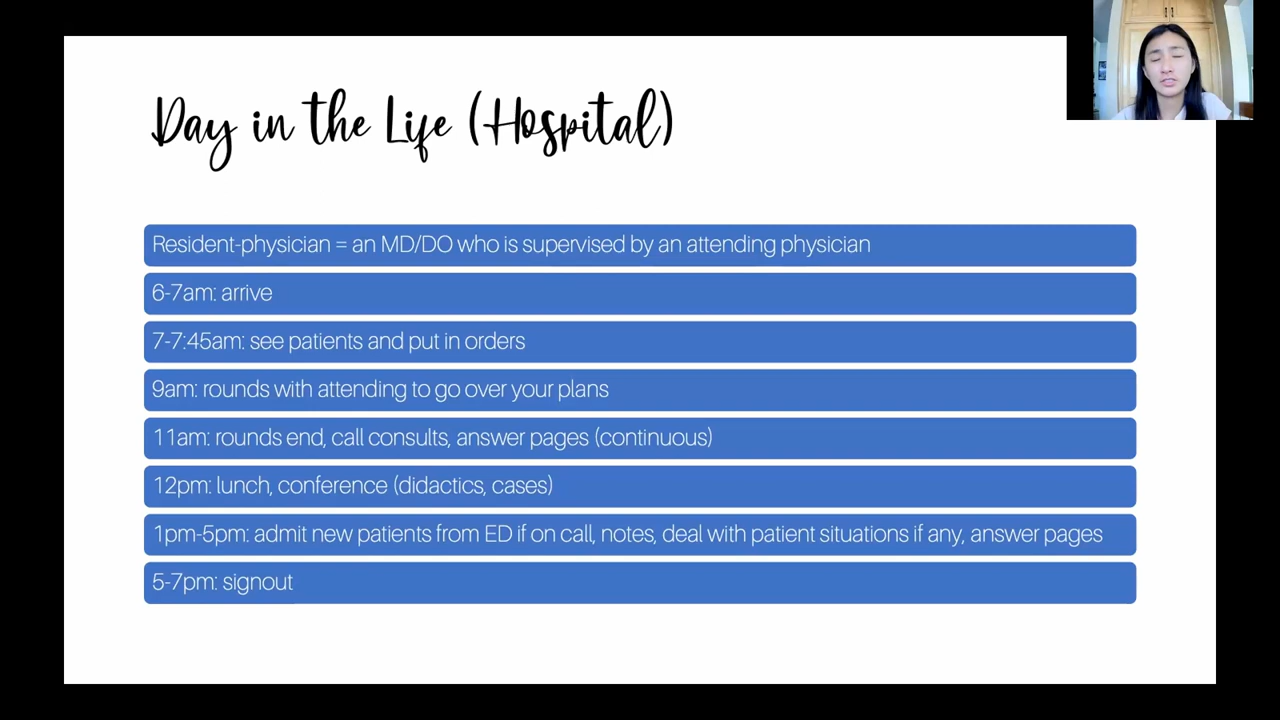 Day in the Life (Hospital)
Resident-physician = an MD/DO who is supervised by an attending physician
6-7am: arrive
7-7:45am: see patients and put in orders
9am: rounds with attending to go over your plans
11am: rounds end, call consults, answer pages (continuous)
12pm: lunch, conference (didactics, cases)
1pm-5pm: admit new patients from ED if on call, notes, deal with patient situations if any, answer pages
5-7pm: signout